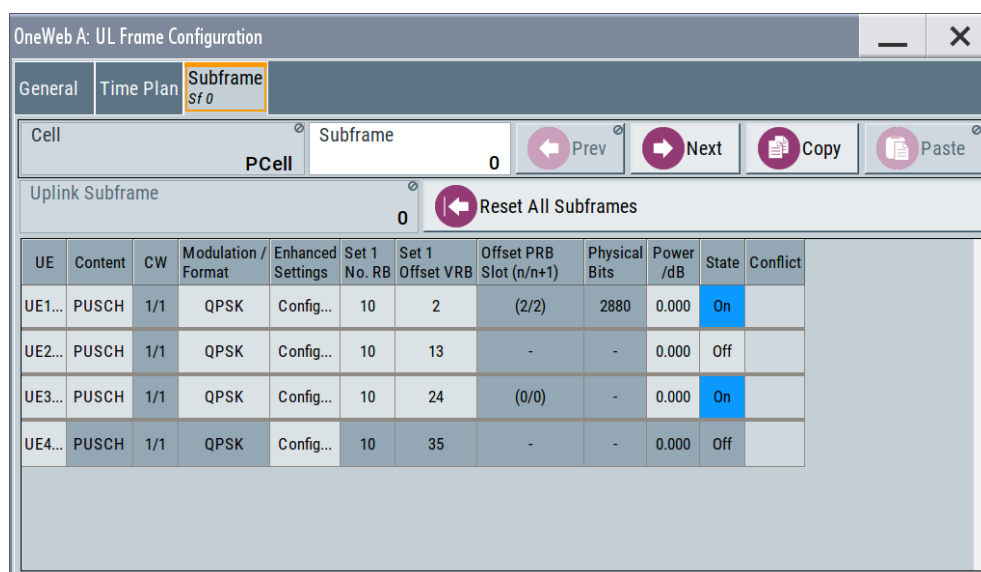 OneWeb A: UL Frame Configuration
General Time Plan Subframe
Sf 0
Cell Subframe
PCell 0 Prev Next Copy Paste
Uplink Subframe
0 Reset All Subframes
UE Content CW Modulation / Format Enhanced Settings Set 1 No. RB Set 1 Offset VRB Offset PRB Slot (n/n+1) Physical Bits Power /dB State Conflict
UE1... PUSCH 1/1 QPSK Config... 10 2 (2/2) 2880 0.000 On
UE2... PUSCH 1/1 QPSK Config... 10 13 - - 0.000 Off
UE3... PUSCH 1/1 QPSK Config... 10 24 (0/0) - 0.000 On
UE4... PUSCH 1/1 QPSK Config... 10 35 - - 0.000 Off